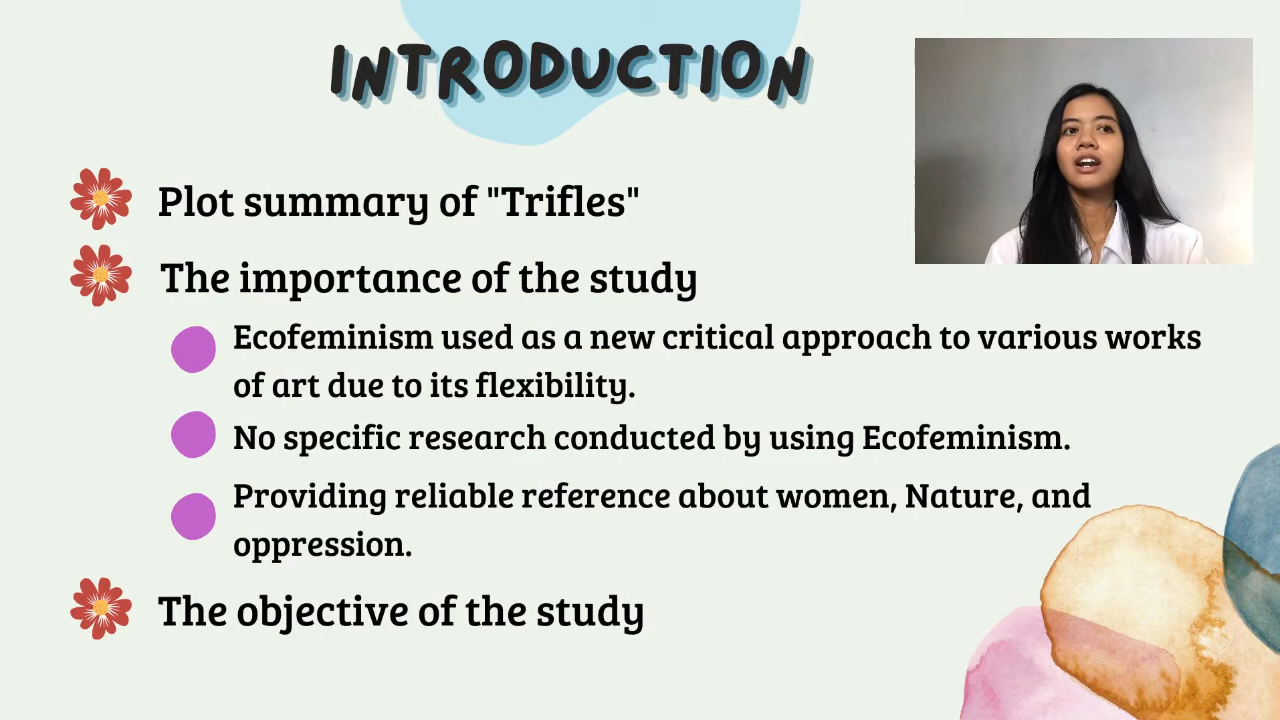 INTRODUCTION
Plot summary of "Trifles"
The importance of the study
Ecofeminism used as a new critical approach to various works
of art due to its flexibility.
No specific research conducted by using Ecofeminism.
Providing reliable reference about women, Nature, and
oppression.
The objective of the study